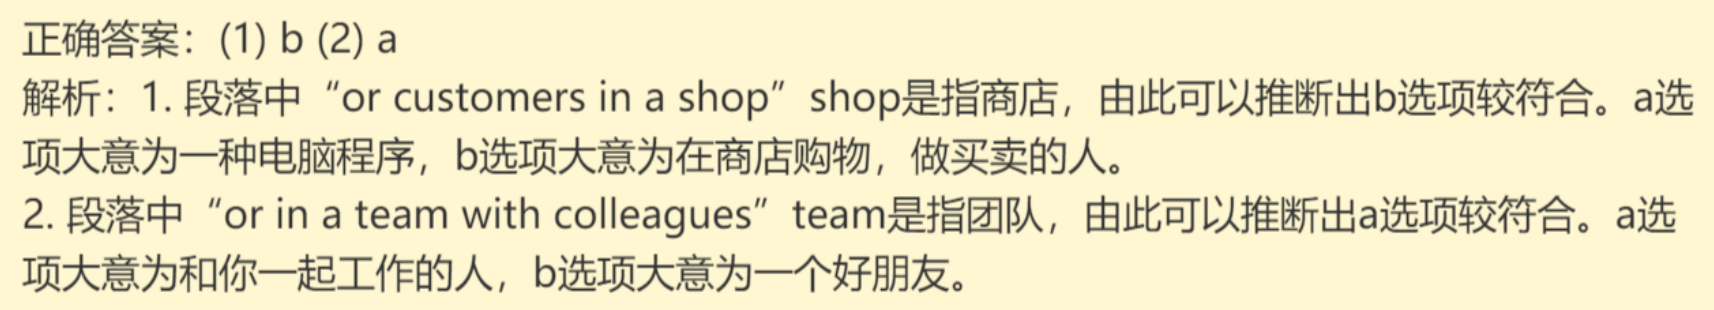 正确答案：(1) b (2) a
解析：1. 段落中“or customers in a shop”shop是指商店，由此可以推断出b选项较符合。a选
项大意为一种电脑程序，b选项大意为在商店购物，做买卖的人。
2. 段落中“or in a team with colleagues”team是指团队，由此可以推断出a选项较符合。a选
项大意为和你一起工作的人，b选项大意为一个好朋友。